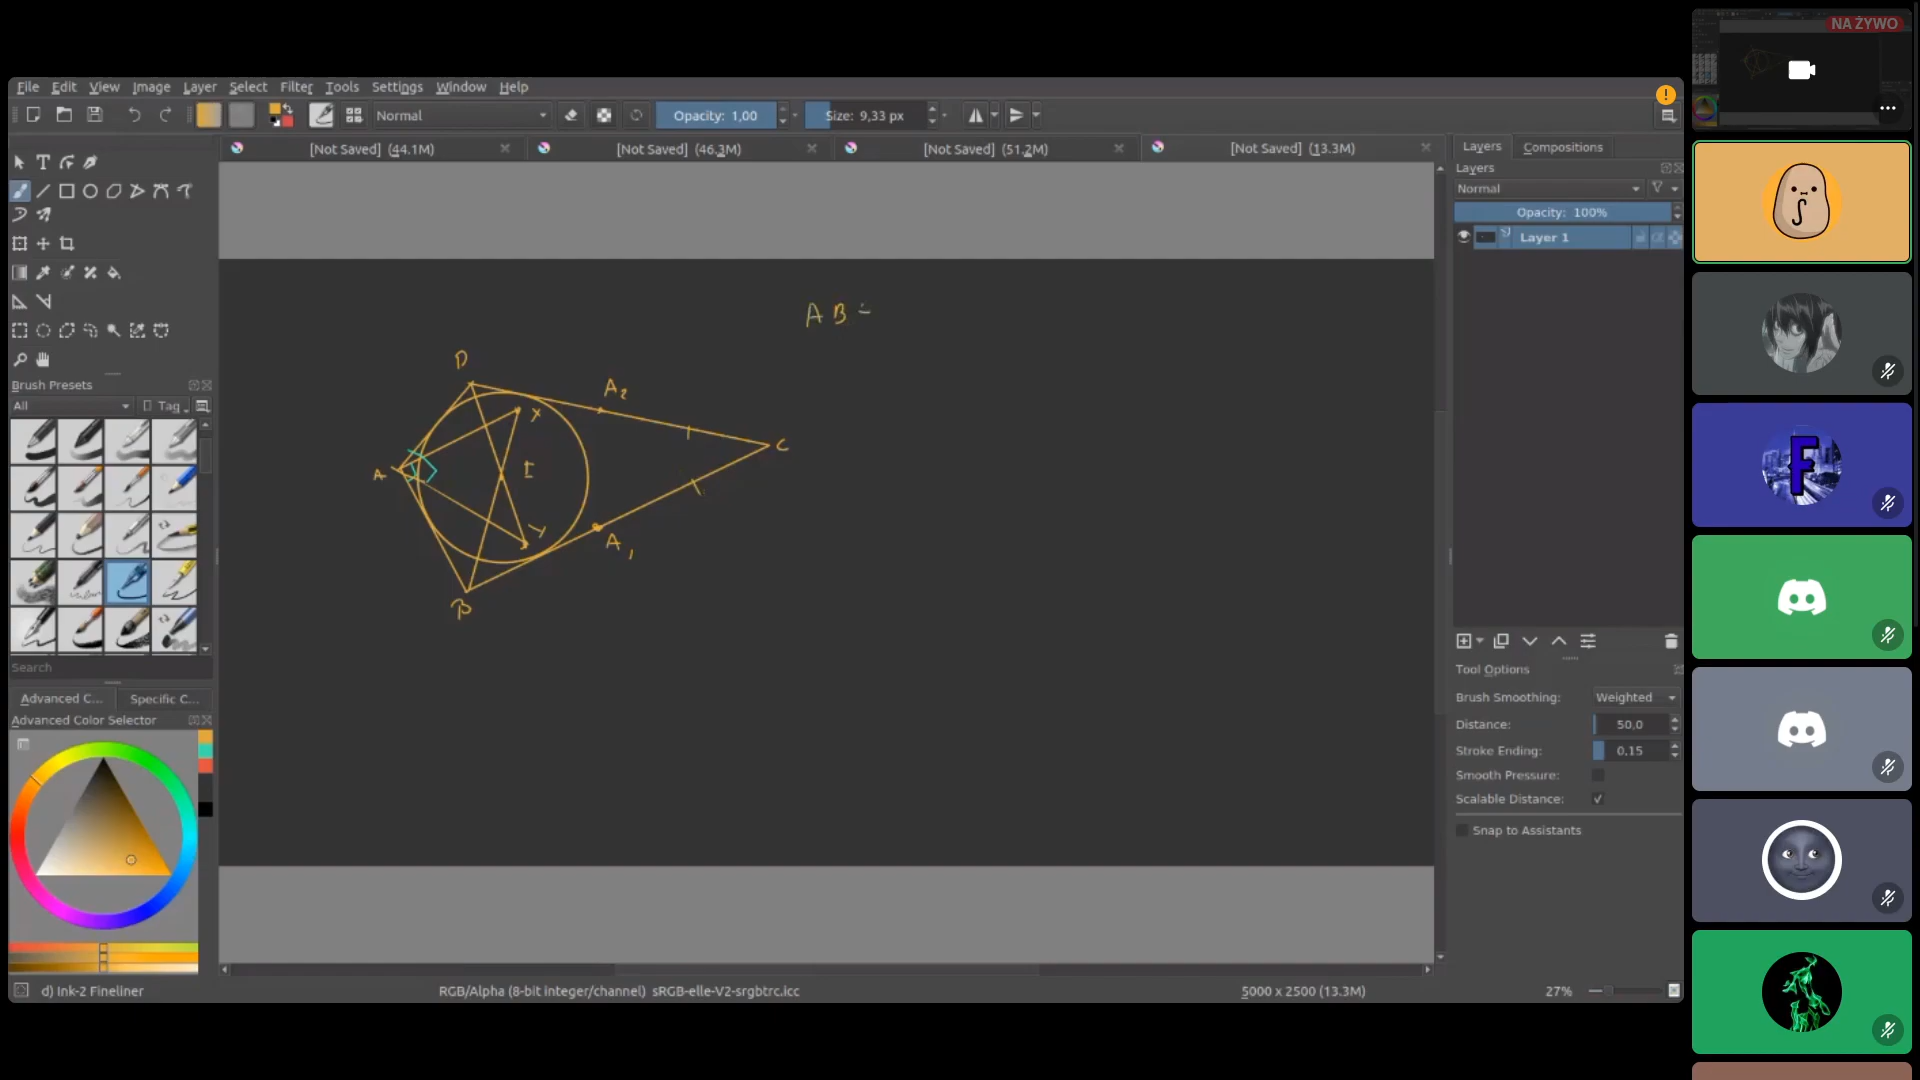 NA ŻYWO
File Edit View Image Layer Select Filter Tools Settings Window Help
Normal
Opacity: 1,00
Size: 9,33 px
[Not Saved] (44.1M)
[Not Saved] (46.3M)
[Not Saved] (51.2M)
[Not Saved] (13.3M)
Layers
Compositions
Layers
Normal
Opacity: 100%
Layer 1
Brush Presets
All
Tag
Search
Advanced C...
Specific C...
Advanced Color Selector
AB=
D
A2
X
C
A
I
Y
A1
B
F
Tool Options
Brush Smoothing: Weighted
Distance: 50,0
Stroke Ending: 0,15
Smooth Pressure:
Scalable Distance:
Snap to Assistants
d) Ink-2 Fineliner
RGB/Alpha (8-bit integer/channel) sRGB-elle-V2-srgbtrc.icc
5000 x 2500 (13.3M)
27%